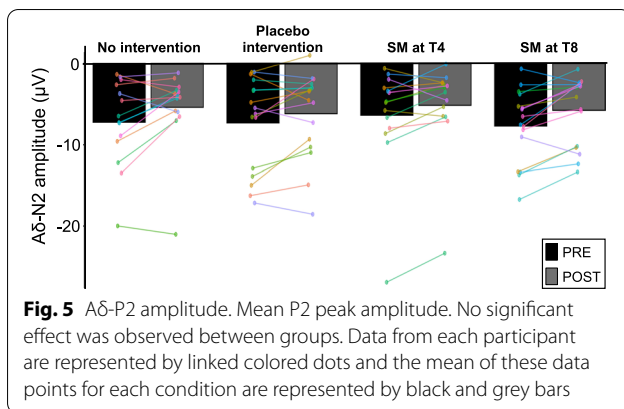 No intervention
Placebo
intervention
SM at T4
SM at T8
Aδ-N2 amplitude (µV)
0
-10
-20
PRE
POST
Fig. 5 Aδ-P2 amplitude. Mean P2 peak amplitude. No significant
effect was observed between groups. Data from each participant
are represented by linked colored dots and the mean of these data
points for each condition are represented by black and grey bars